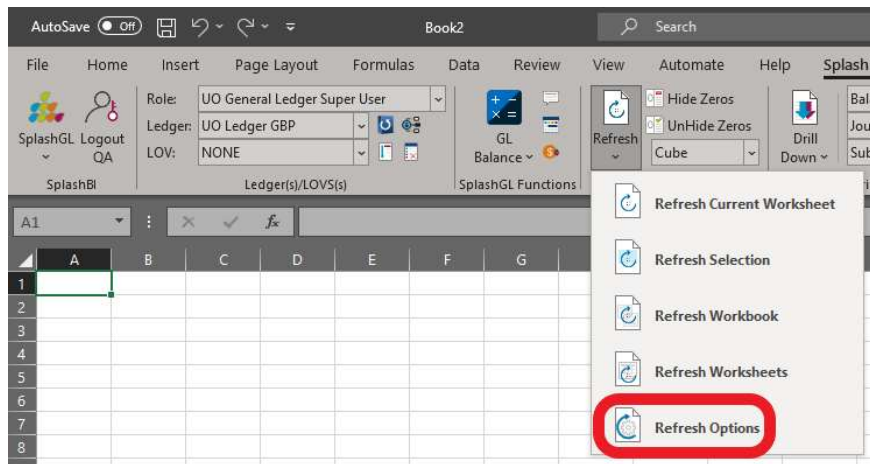 AutoSave Off Book2 Search
File Home Insert Page Layout Formulas Data Review View Automate Help Splash
Role: UO General Ledger Super User
Ledger: UO Ledger GBP
LOV: NONE
SplashGL
Logout
QA
SplashBI
Ledger(s)/LOVS(s)
GL
Balance
SplashGL Functions
Refresh
Hide Zeros
UnHide Zeros
Cube
Drill
Down
Bal
Jou
Sub
Refresh Current Worksheet
Refresh Selection
Refresh Workbook
Refresh Worksheets
Refresh Options
A1 fx
A B C D E F G
1
2
3
4
5
6
7
8